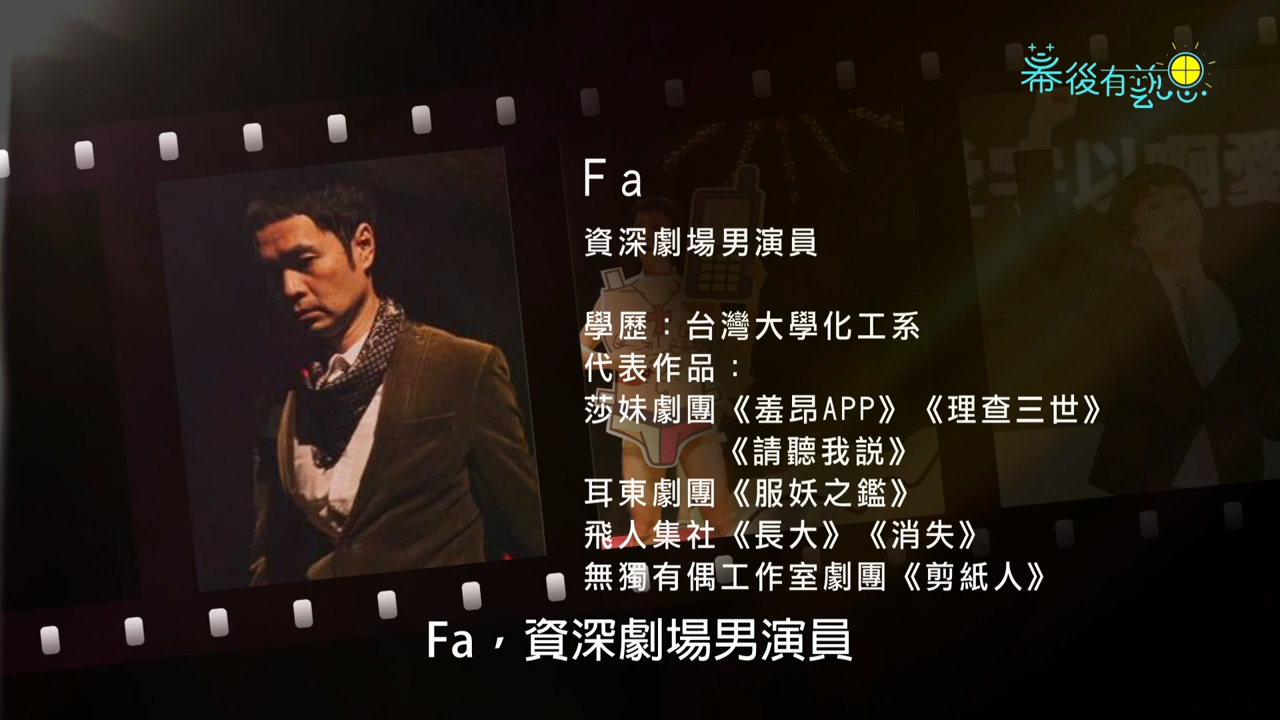 幕後有藝思
Fa
資深劇場男演員
學歷：台灣大學化工系
代表作品：
莎妹劇團《羞昂APP》《理查三世》
《請聽我説》
耳東劇團《服妖之鑑》
飛人集社《長大》《消失》
無獨有偶工作室劇團《剪紙人》
Fa，資深劇場男演員